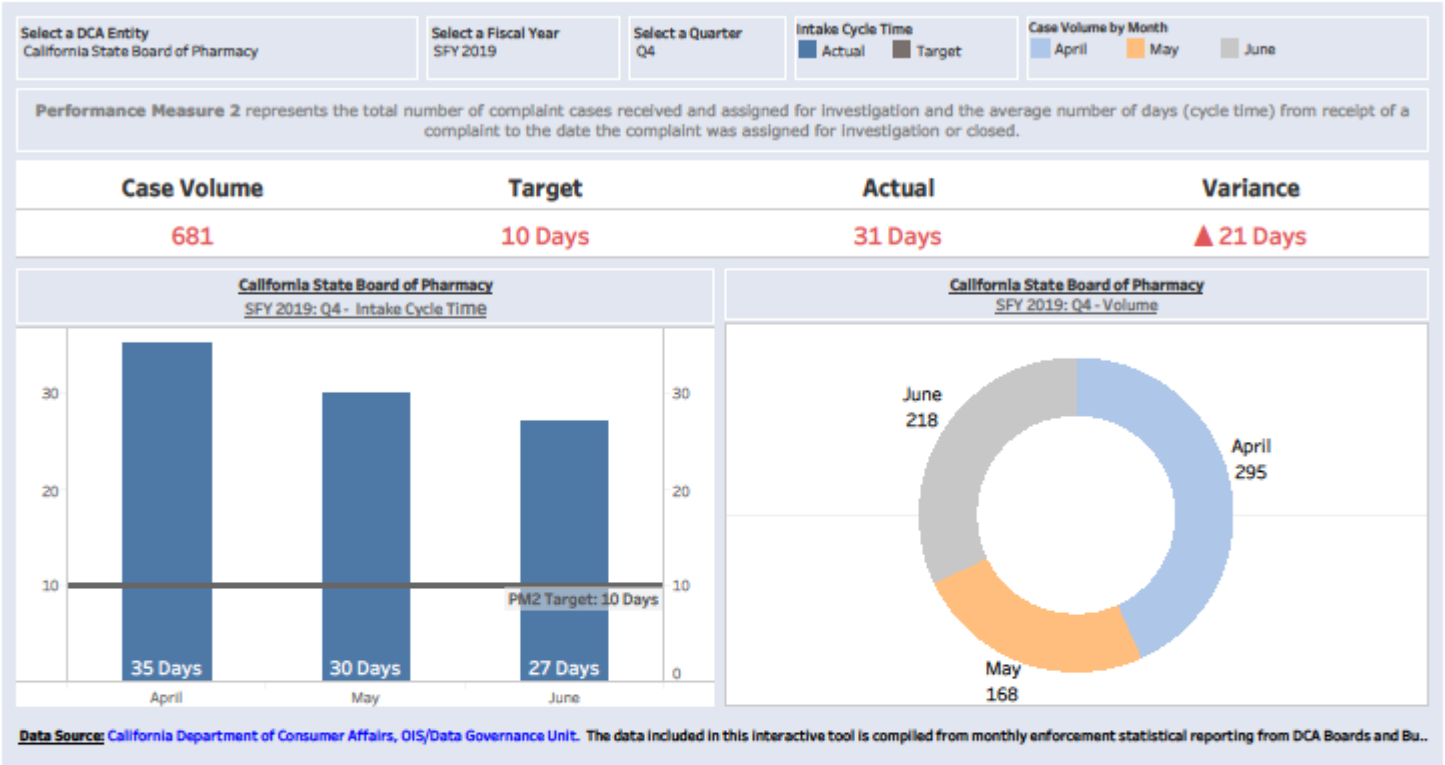 Select a DCA Entity
California State Board of Pharmacy
Select a Fiscal Year
SFY 2019
Select a Quarter
Q4
Intake Cycle Time
Actual
Target
Case Volume by Month
April
May
June
Performance Measure 2 represents the total number of complaint cases received and assigned for investigation and the average number of days (cycle time) from receipt of a
complaint to the date the complaint was assigned for investigation or closed.
Case Volume
Target
Actual
Variance
681
10 Days
31 Days
▲ 21 Days
California State Board of Pharmacy
SFY 2019: Q4 - Intake Cycle Time
30
20
10
30
20
10
0
PM2 Target: 10 Days
35 Days
30 Days
27 Days
April
May
June
California State Board of Pharmacy
SFY 2019: Q4 - Volume
June
218
April
295
May
168
Data Source: California Department of Consumer Affairs, OIS/Data Governance Unit. The data included in this interactive tool is compiled from monthly enforcement statistical reporting from DCA Boards and Bu..